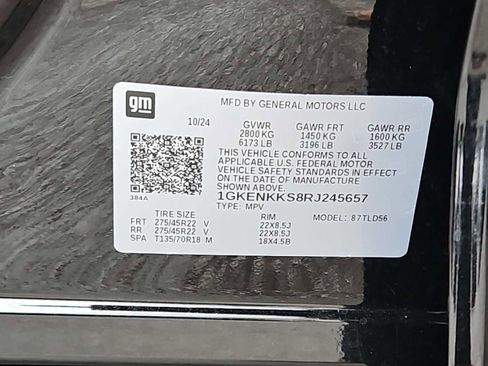 gm
MFD BY GENERAL MOTORS LLC
10/24 GVWR GAWR FRT GAWR RR
2800 KG 1450 KG 1600 KG
6173 LB 3196 LB 3527 LB
THIS VEHICLE CONFORMS TO ALL
APPLICABLE U.S. FEDERAL MOTOR
VEHICLE SAFETY STANDARDS IN EFFECT
ON THE DATE OF MANUFACTURE SHOWN ABOVE.
384A 1GKENKKS8RJ245657
TYPE: MPV
TIRE SIZE RIM MODEL: 87TLD56
FRT 275/45R22 V 22X8.5J
RR 275/45R22 V 22X8.5J
SPA T135/70R18 M 18X4.5B